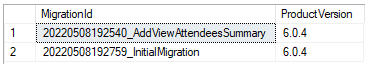 MigrationId ProductVersion
1 20220508192540_AddViewAttendeesSummary 6.0.4
2 20220508192759_InitialMigration 6.0.4